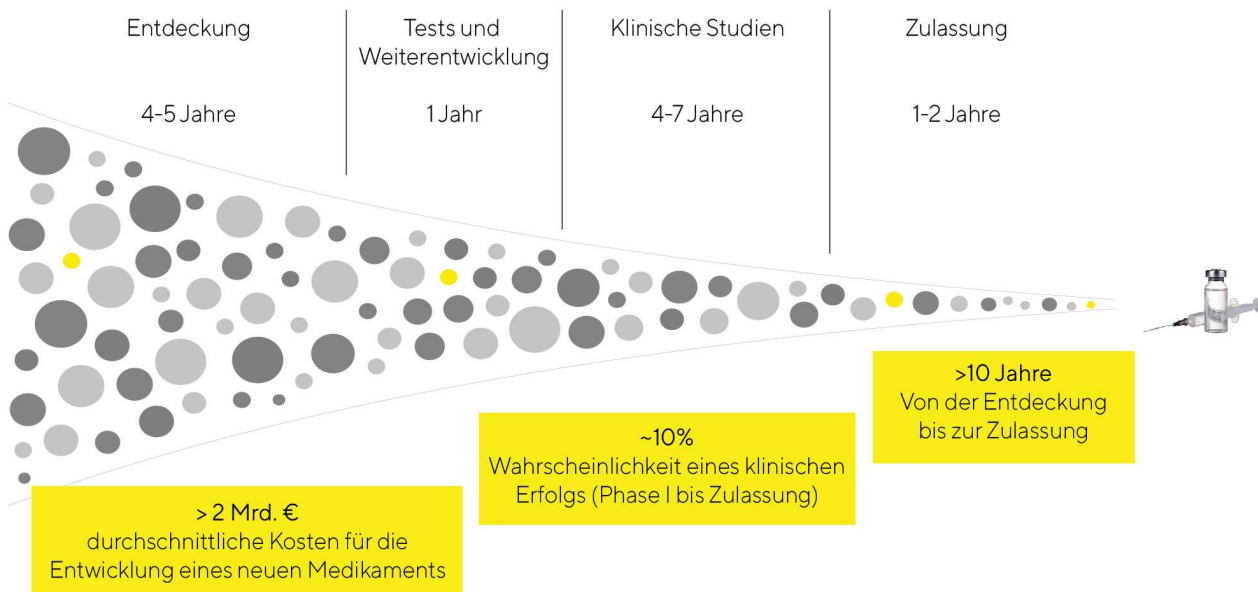 Entdeckung
4-5 Jahre
Tests und
Weiterentwicklung
1 Jahr
Klinische Studien
4-7 Jahre
Zulassung
1-2 Jahre
>10 Jahre
Von der Entdeckung
bis zur Zulassung
~10%
Wahrscheinlichkeit eines klinischen
Erfolgs (Phase I bis Zulassung)
> 2 Mrd. €
durchschnittliche Kosten für die
Entwicklung eines neuen Medikaments